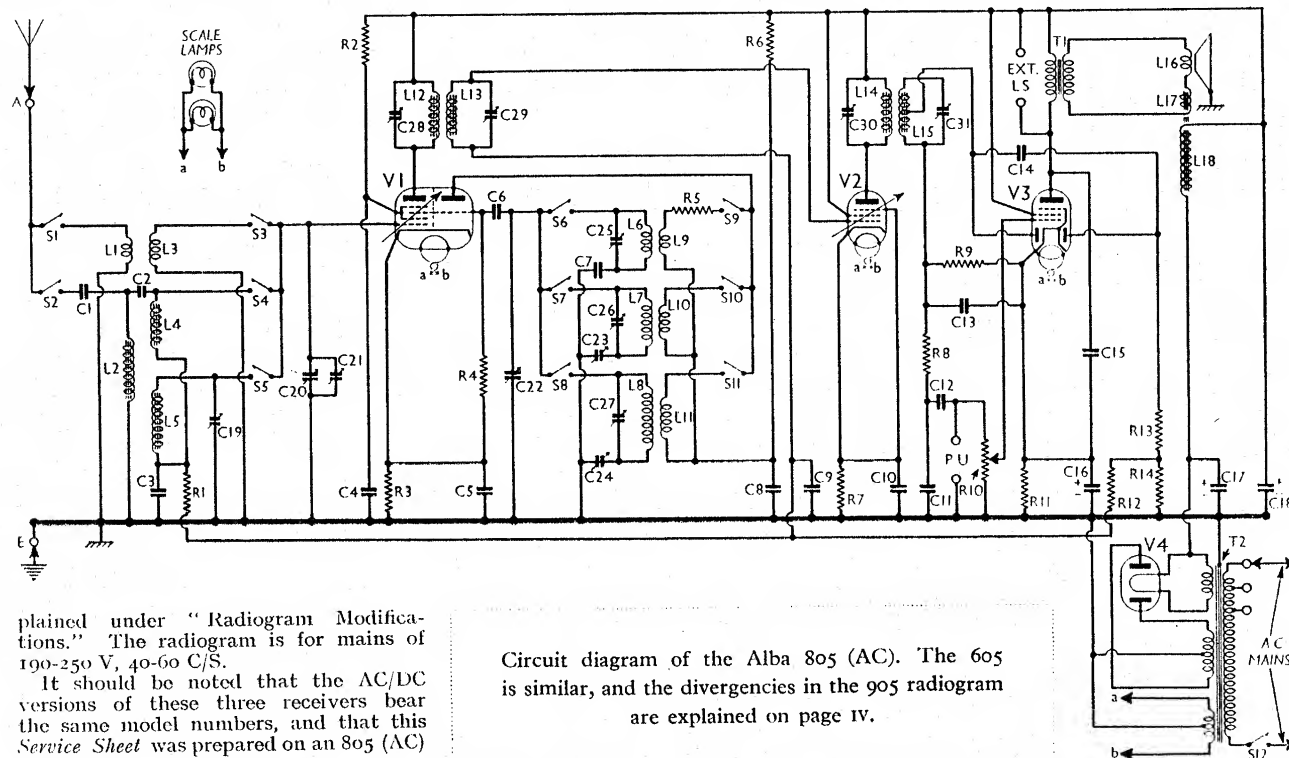 SCALE
LAMPS
a b
A
S1
S2
C1
L1
L3
S3
C2
S4
L4
L2
S5
L5
C19
C3
R1
C20
C21
E
R2
L12
L13
C28
C29
V1
a b
C6
R4
C22
C4
R3
C5
S6
C25
L6
R5
S9
L9
C7
S7
L7
L10
S10
C26
C23
S8
L8
C27
L11
S11
C24
R6
C8
C9
L14
L15
C30
C31
V2
a b
R7
C10
R9
C13
R8
C12
PU
R10
C11
EXT.
LS
T1
L16
L17
L18
C14
V3
a b
C15
R13
R11
C16
R12
R14
C17
C18
V4
T2
AC
MAINS
a
b
S12
plained under "Radiogram Modifica-
tions." The radiogram is for mains of
190-250 V, 40-60 C/S.
It should be noted that the AC/DC
versions of these three receivers bear
the same model numbers, and that this
Service Sheet was prepared on an 805 (AC)
Circuit diagram of the Alba 805 (AC). The 605
is similar, and the divergencies in the 905 radiogram
are explained on page IV.